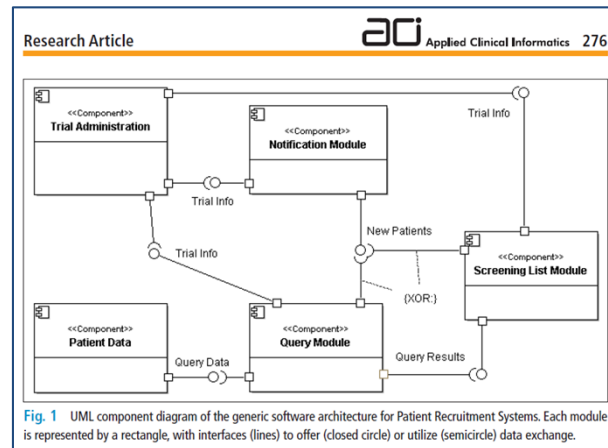 Research Article
aci Applied Clinical Informatics 276
<<Component>>
Trial Administration
<<Component>>
Notification Module
Trial Info
Trial Info
New Patients
Trial Info
<<Component>>
Screening List Module
{XOR:}
<<Component>>
Patient Data
<<Component>>
Query Module
Query Data
Query Results
Fig. 1 UML component diagram of the generic software architecture for Patient Recruitment Systems. Each module
is represented by a rectangle, with interfaces (lines) to offer (closed circle) or utilize (semicircle) data exchange.